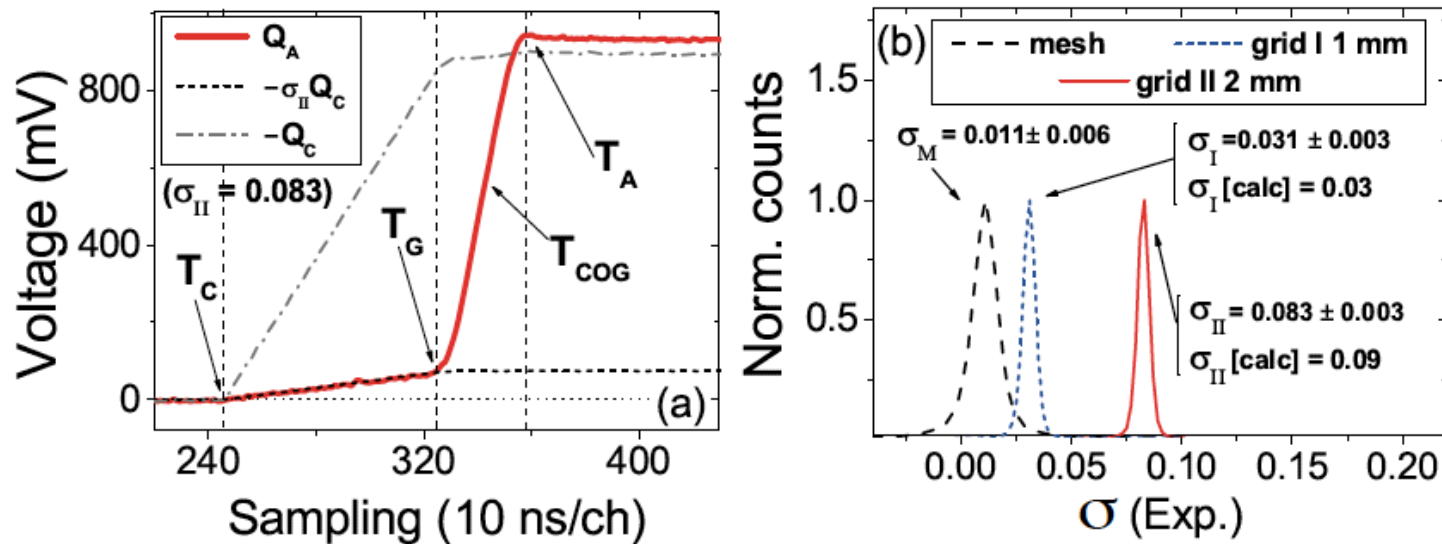 Q_A
−σ_II Q_C
−Q_C
(σ_II = 0.083)
T_C
T_G
T_A
T_COG
(a)
800
400
0
240 320 400
Voltage (mV)
Sampling (10 ns/ch)
(b)
mesh
grid I 1 mm
grid II 2 mm
σ_M = 0.011± 0.006
σ_I =0.031 ± 0.003
σ_I [calc] = 0.03
σ_II = 0.083 ± 0.003
σ_II [calc] = 0.09
1.5
1.0
0.5
0.00 0.05 0.10 0.15 0.20
Norm. counts
σ (Exp.)